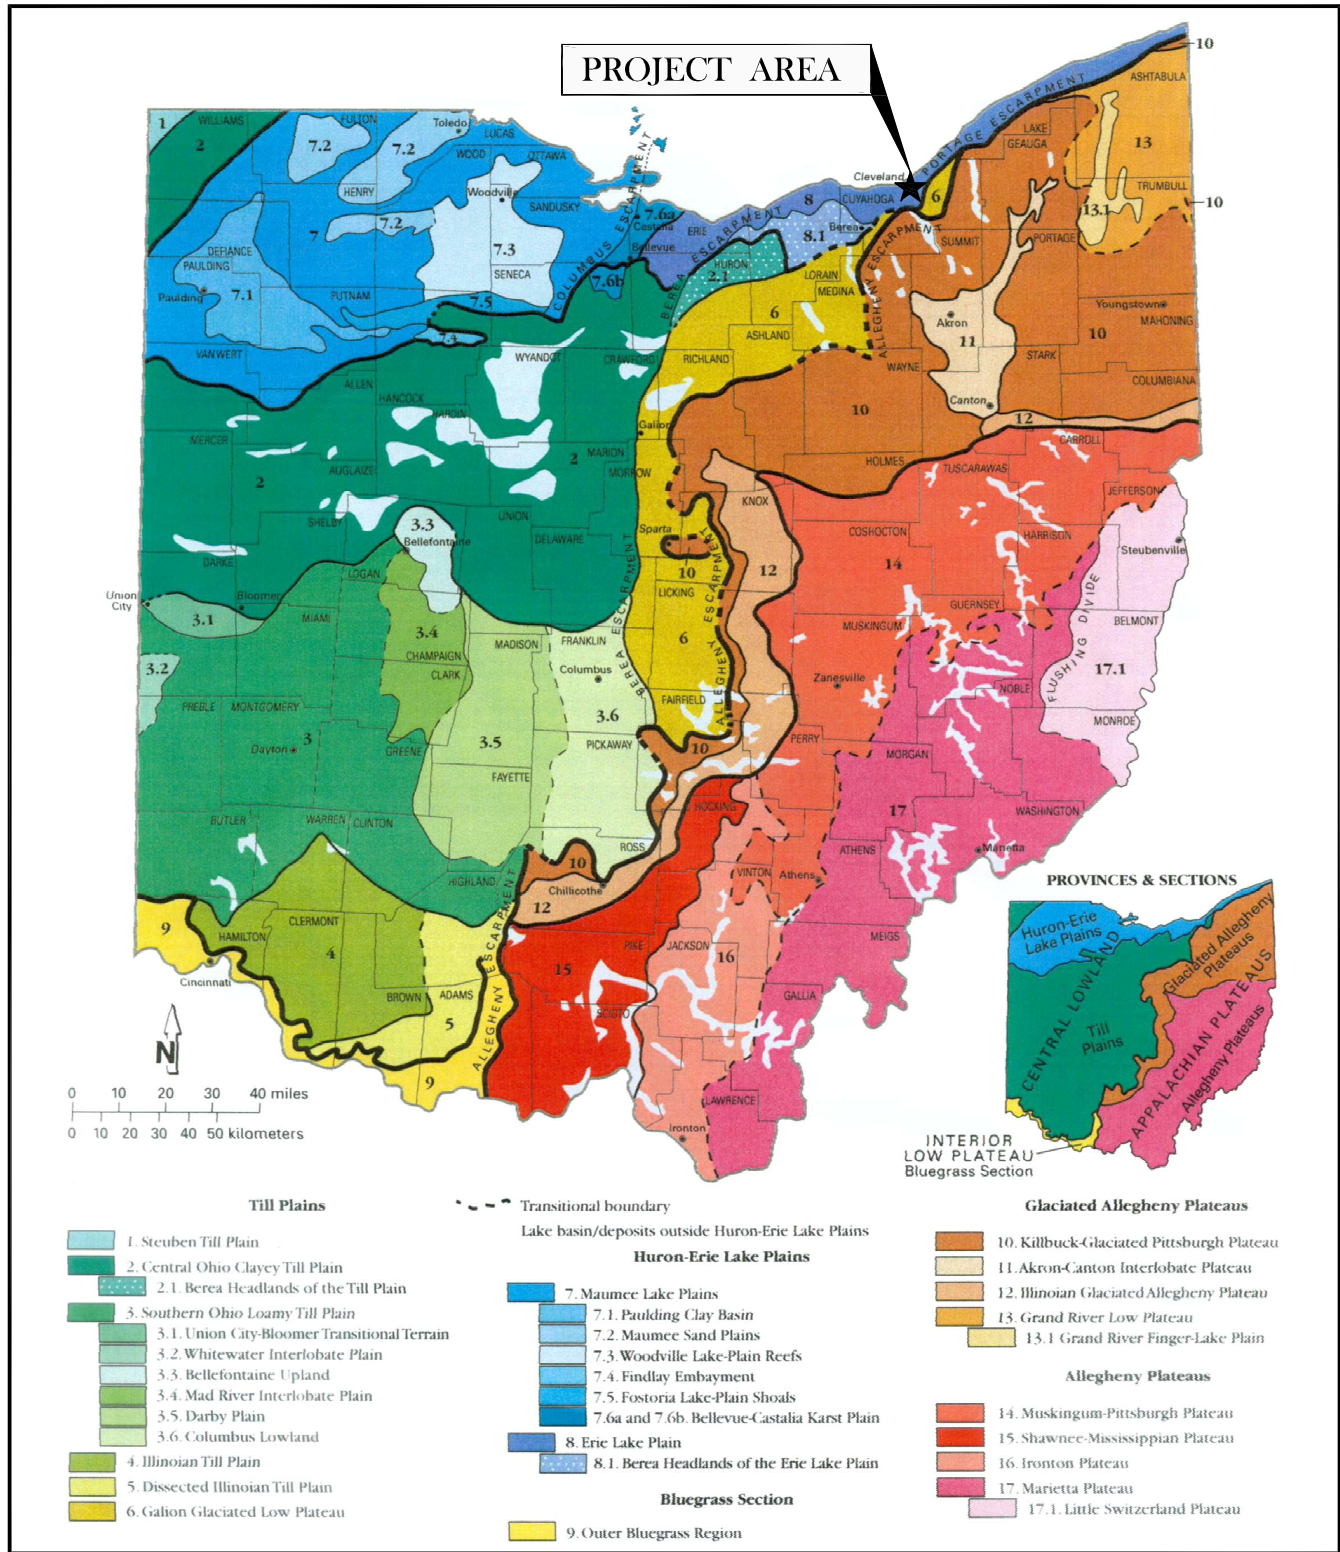 PROJECT AREA
10
ASHTABULA
PORTAGE ESCARPMENT
LAKE
GEAUGA
13
TRUMBULL
13.1
10
1
WILLIAMS
2
FULTON
7.2
7.2
Toledo
LUCAS
WOOD
OTTAWA
HENRY
Woodville
SANDUSKY
7.2
7
7.3
SENECA
DEFIANCE
PAULDING
Paulding
7.1
PUTNAM
7.5
7.4
VAN WERT
COLUMBUS ESCARPMENT
7.6a
Castalia
Bellevue
7.6b
ERIE
BEREA ESCARPMENT
HURON
2.1
Cleveland
8
CUYAHOGA
8.1
Berea
6
LORAIN
MEDINA
6
ASHLAND
RICHLAND
ALLEGHENY ESCARPMENT
SUMMIT
PORTAGE
Akron
11
Youngstown
MAHONING
10
STARK
WAYNE
COLUMBIANA
Canton
12
CARROLL
WYANDOT
CRAWFORD
ALLEN
HANCOCK
HARDIN
Galion
10
MERCER
AUGLAIZE
2
2
MARION
MORROW
HOLMES
TUSCARAWAS
JEFFERSON
KNOX
SHELBY
3.3
Bellefontaine
UNION
DELAWARE
Sparta
10
COSHOCTON
HARRISON
Steubenville
DARKE
LOGAN
12
14
LICKING
Union
City
Bloomer
3.1
MIAMI
3.4
CHAMPAIGN
CLARK
MADISON
FRANKLIN
Columbus
BEREA ESCARPMENT
6
ALLEGHENY ESCARPMENT
GUERNSEY
MUSKINGUM
BELMONT
FLUSHING DIVIDE
17.1
3.2
PREBLE
MONTGOMERY
Zanesville
NOBLE
FAIRFIELD
MONROE
3.6
Dayton
3
GREENE
3.5
PICKAWAY
10
PERRY
MORGAN
FAYETTE
HOCKING
17
WASHINGTON
BUTLER
WARREN
CLINTON
ROSS
ATHENS
Marietta
10
VINTON
Athens
HIGHLAND
Chillicothe
12
9
HAMILTON
CLERMONT
4
PIKE
JACKSON
16
MEIGS
15
Cincinnati
BROWN
ADAMS
5
SCIOTO
GALLIA
9
ALLEGHENY ESCARPMENT
LAWRENCE
Ironton
N
0 10 20 30 40 miles
0 10 20 30 40 50 kilometers
PROVINCES & SECTIONS
Huron-Erie
Lake Plains
Glaciated Allegheny
Plateaus
CENTRAL LOWLAND
Till
Plains
APPALACHIAN PLATEAUS
Allegheny Plateaus
INTERIOR
LOW PLATEAU
Bluegrass Section
Till Plains
1. Steuben Till Plain
2. Central Ohio Clayey Till Plain
2.1. Berea Headlands of the Till Plain
3. Southern Ohio Loamy Till Plain
3.1. Union City-Bloomer Transitional Terrain
3.2. Whitewater Interlobate Plain
3.3. Bellefontaine Upland
3.4. Mad River Interlobate Plain
3.5. Darby Plain
3.6. Columbus Lowland
4. Illinoian Till Plain
5. Dissected Illinoian Till Plain
6. Galion Glaciated Low Plateau
Transitional boundary
Lake basin/deposits outside Huron-Erie Lake Plains
Huron-Erie Lake Plains
7. Maumee Lake Plains
7.1. Paulding Clay Basin
7.2. Maumee Sand Plains
7.3. Woodville Lake-Plain Reefs
7.4. Findlay Embayment
7.5. Fostoria Lake-Plain Shoals
7.6a and 7.6b. Bellevue-Castalia Karst Plain
8. Erie Lake Plain
8.1. Berea Headlands of the Erie Lake Plain
Bluegrass Section
9. Outer Bluegrass Region
Glaciated Allegheny Plateaus
10. Killbuck-Glaciated Pittsburgh Plateau
11. Akron-Canton Interlobate Plateau
12. Illinoian Glaciated Allegheny Plateau
13. Grand River Low Plateau
13.1 Grand River Finger-Lake Plain
Allegheny Plateaus
14. Muskingum-Pittsburgh Plateau
15. Shawnee-Mississippian Plateau
16. Ironton Plateau
17. Marietta Plateau
17.1. Little Switzerland Plateau